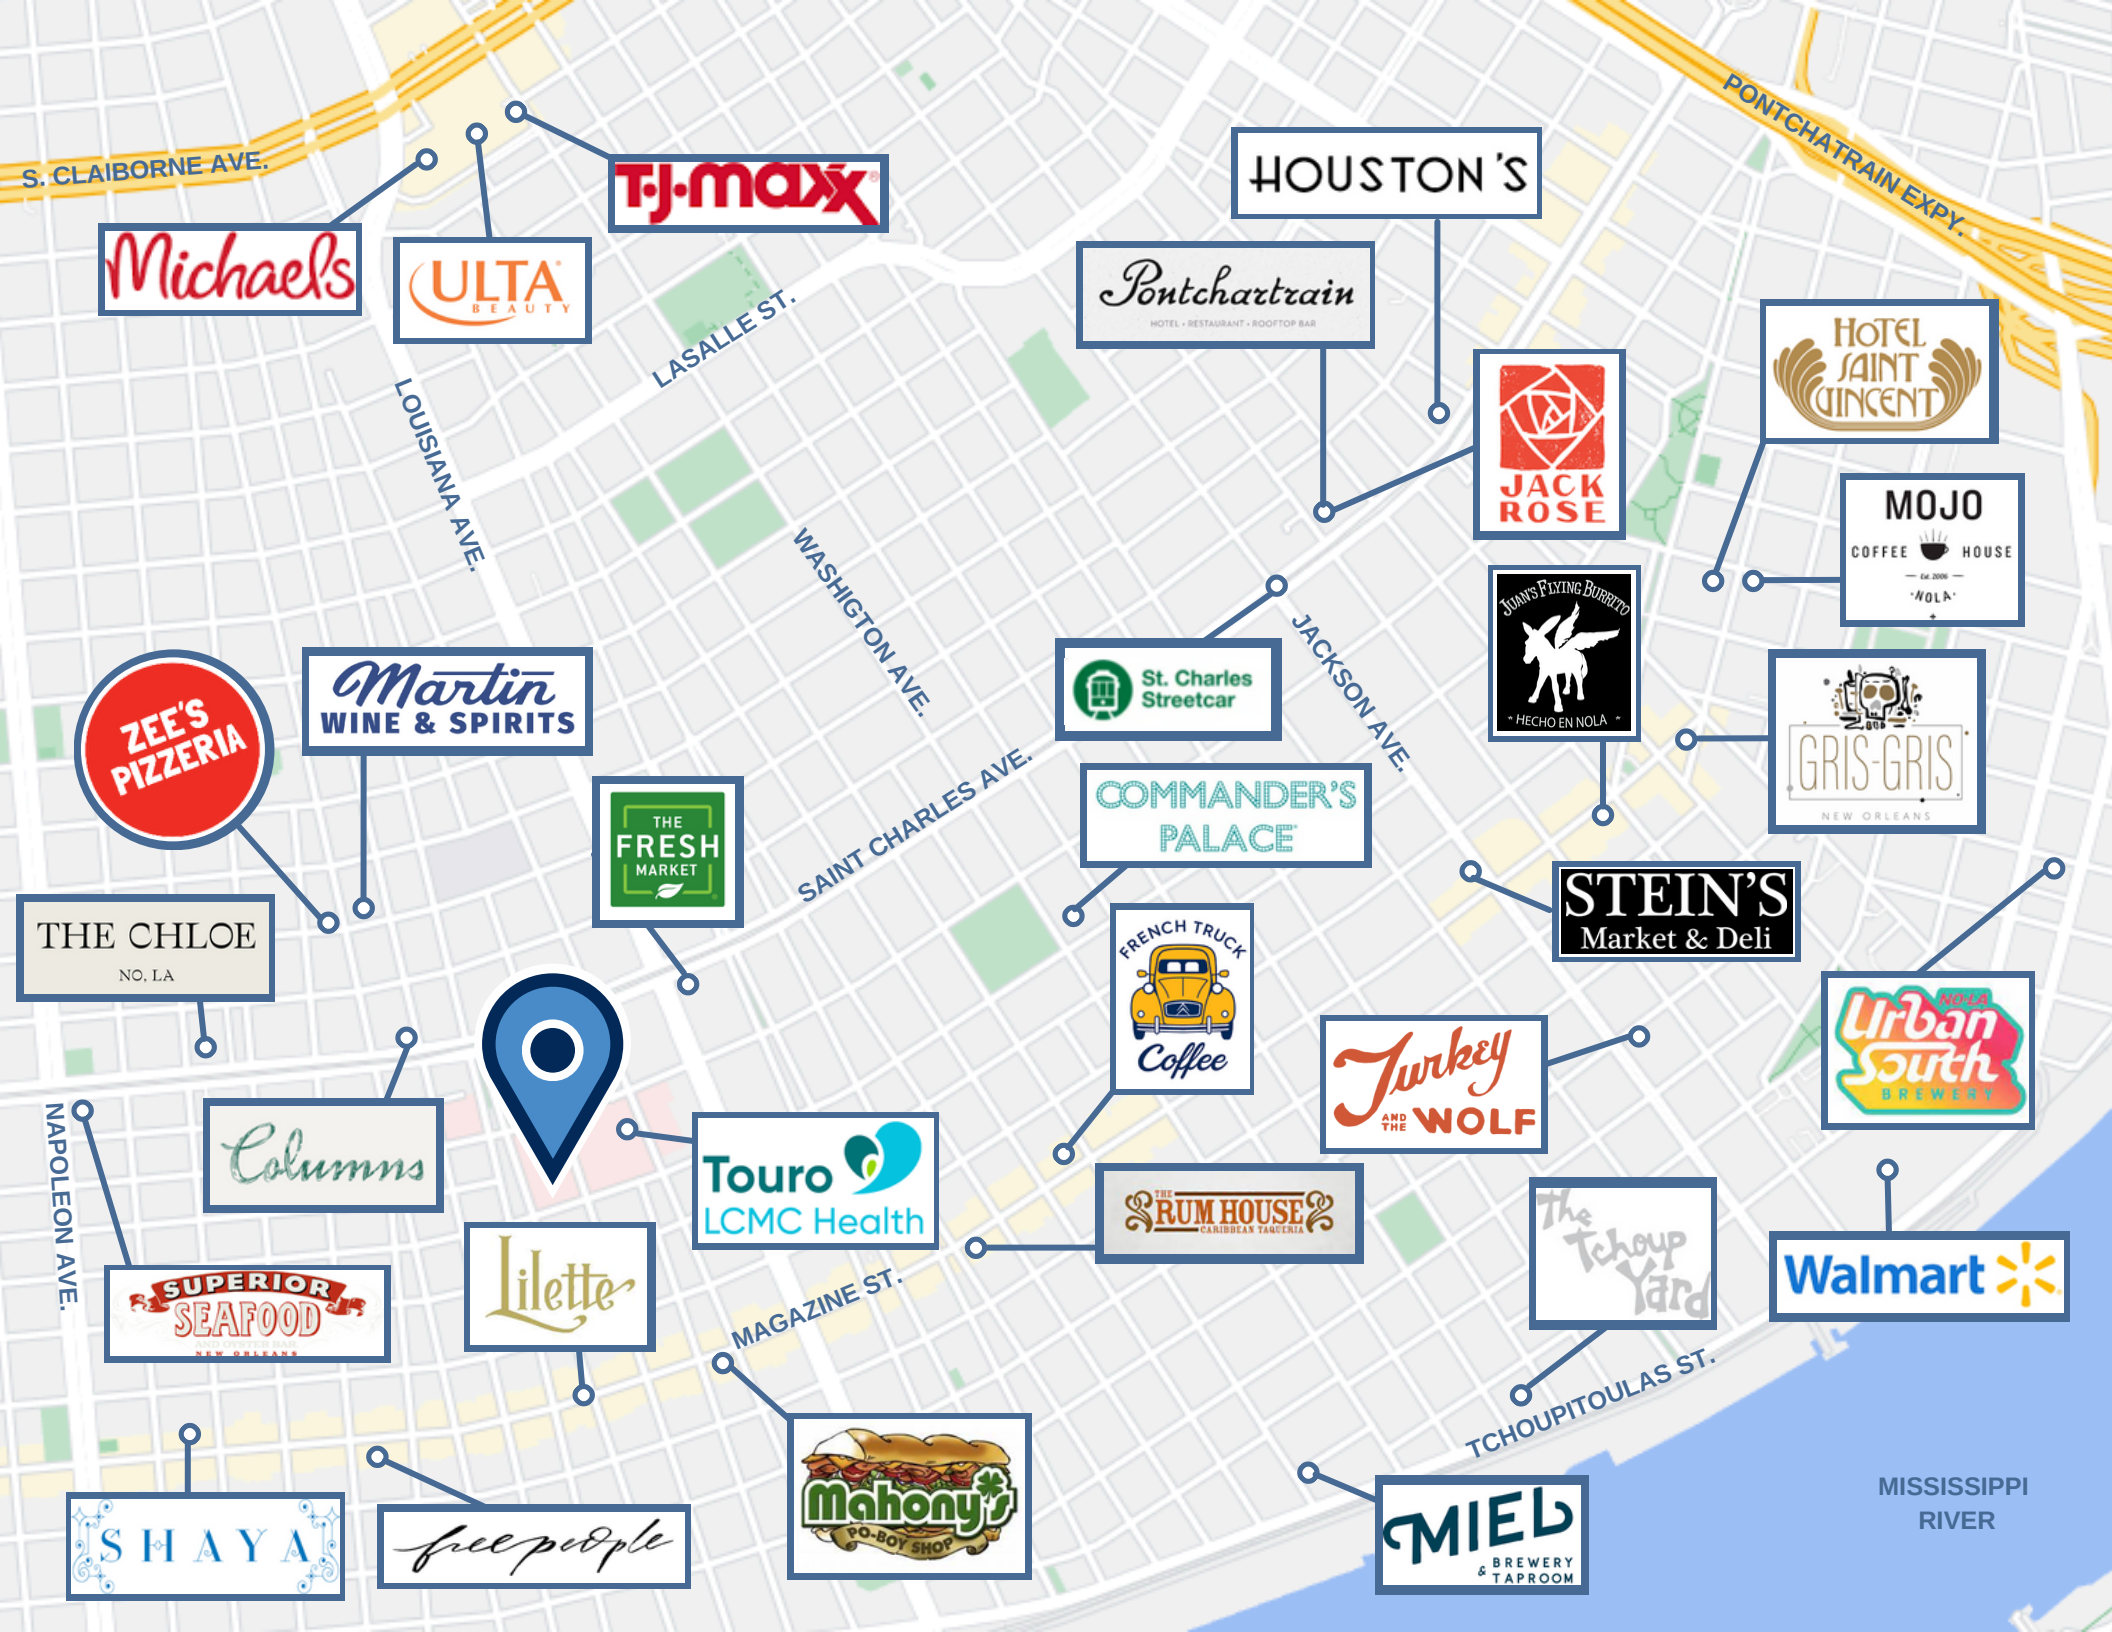 PONTCHATRAIN EXPY.
S. CLAIBORNE AVE.
T.J.maxx
®
HOUSTON'S
Michaels
ULTA
BEAUTY
Pontchartrain
HOTEL • RESTAURANT • ROOFTOP BAR
LASALLE ST.
HOTEL
SAINT
VINCENT
JACK
ROSE
LOUISIANA AVE.
MOJO
COFFEE HOUSE
Est. 2006
·NOLA·
WASHIGTON AVE.
JUAN'S FLYING BURRITO
" HECHO EN NOLA "
JACKSON AVE.
St. Charles
Streetcar
ZEE'S
PIZZERIA
Martin
WINE & SPIRITS
GRIS-GRIS
NEW ORLEANS
SAINT CHARLES AVE.
COMMANDER'S
PALACE
THE
FRESH
MARKET
STEIN'S
Market & Deli
THE CHLOE
NO, LA
FRENCH TRUCK
Coffee
NOLA
Urban
South
BREWERY
Turkey
AND THE WOLF
Columns
NAPOLEON AVE.
Touro
LCMC Health
THE
RUM HOUSE
CARIBBEAN TAQUERIA
The
Tchoup
Yard
Walmart
SUPERIOR
SEAFOOD
AND OYSTER BAR
NEW ORLEANS
Lilette
MAGAZINE ST.
TCHOUPITOULAS ST.
Mahony's
PO-BOY SHOP
SHAYA
free people
MIEL
BREWERY
& TAPROOM
MISSISSIPPI
RIVER